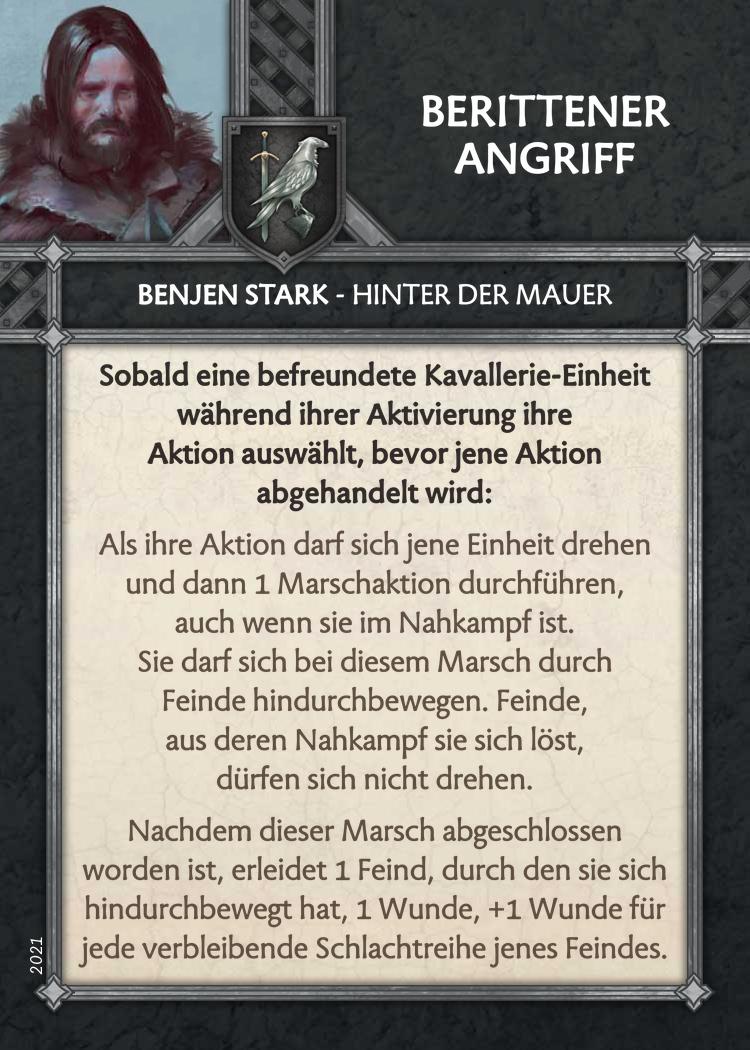 BERITTENER
ANGRIFF
BENJEN STARK - HINTER DER MAUER
Sobald eine befreundete Kavallerie-Einheit
während ihrer Aktivierung ihre
Aktion auswählt, bevor jene Aktion
abgehandelt wird:
Als ihre Aktion darf sich jene Einheit drehen
und dann 1 Marschaktion durchführen,
auch wenn sie im Nahkampf ist.
Sie darf sich bei diesem Marsch durch
Feinde hindurchbewegen. Feinde,
aus deren Nahkampf sie sich löst,
dürfen sich nicht drehen.
Nachdem dieser Marsch abgeschlossen
worden ist, erleidet 1 Feind, durch den sie sich
hindurchbewegt hat, 1 Wunde, +1 Wunde für
jede verbleibende Schlachtreihe jenes Feindes.
2021